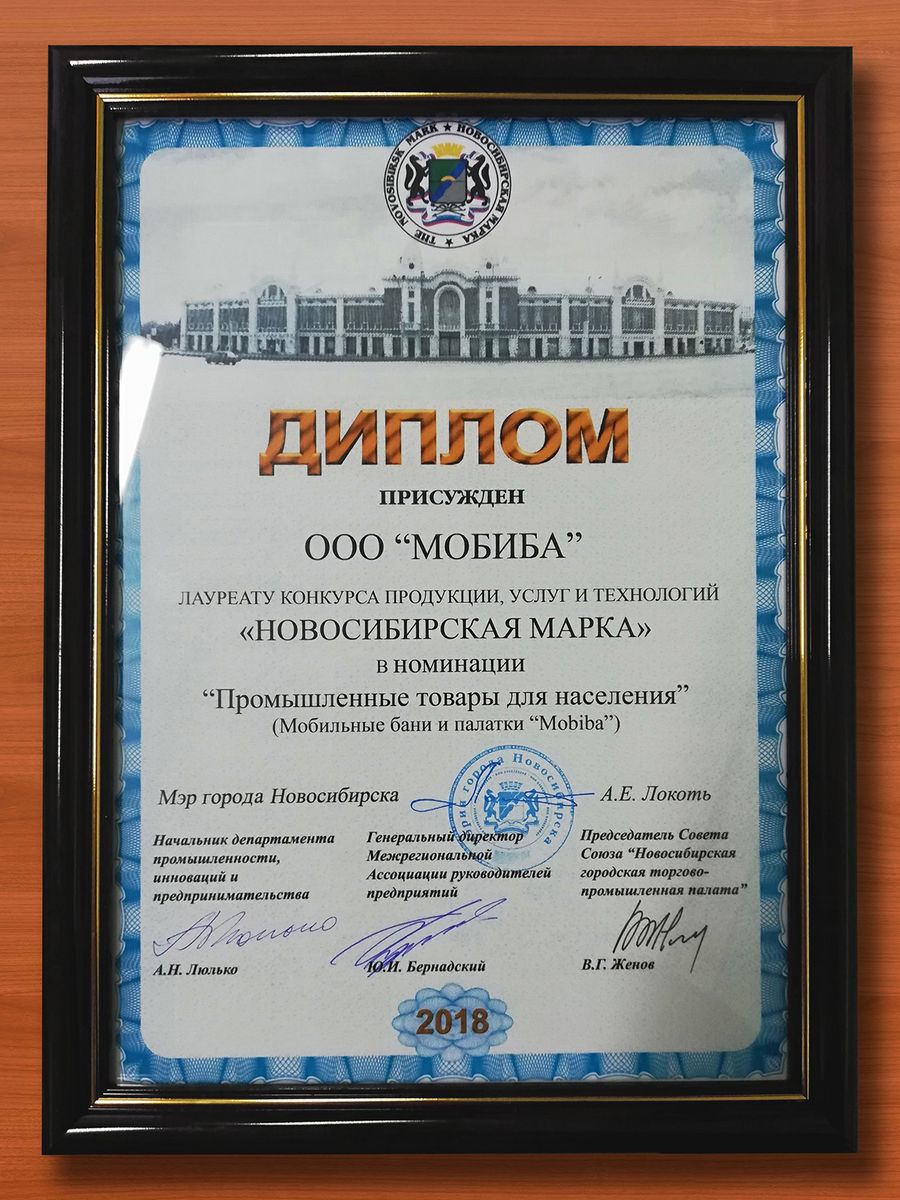 THE NOVOSIBIRSK MARK ★ НОВОСИБИРСКАЯ МАРКА ★
ДИПЛОМ
ПРИСУЖДЕН
ООО “МОБИБА”
ЛАУРЕАТУ КОНКУРСА ПРОДУКЦИИ, УСЛУГ И ТЕХНОЛОГИЙ
«НОВОСИБИРСКАЯ МАРКА»
в номинации
“Промышленные товары для населения”
(Мобильные бани и палатки “Mobiba”)
города Новосибирска
Мэр города Новосибирска
А.Е. Локоть
Начальник департамента
промышленности,
инноваций и
предпринимательства
А.Н. Люлько
Генеральный директор
Межрегиональной
Ассоциации руководителей
предприятий
Ю.И. Бернадский
Председатель Совета
Союза “Новосибирская
городская торгово-
промышленная палата”
В.Г. Женов
2018